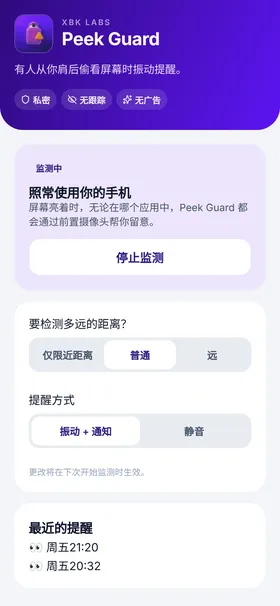 XBK LABS
Peek Guard
有人从你肩后偷看屏幕时振动提醒。
私密
无跟踪
无广告
监测中
照常使用你的手机
屏幕亮着时，无论在哪个应用中，Peek Guard 都
会通过前置摄像头帮你留意。
停止监测
要检测多远的距离？
仅限近距离
普通
远
提醒方式
振动 + 通知
静音
更改将在下次开始监测时生效。
最近的提醒
👀 周五21:20
👀 周五20:32